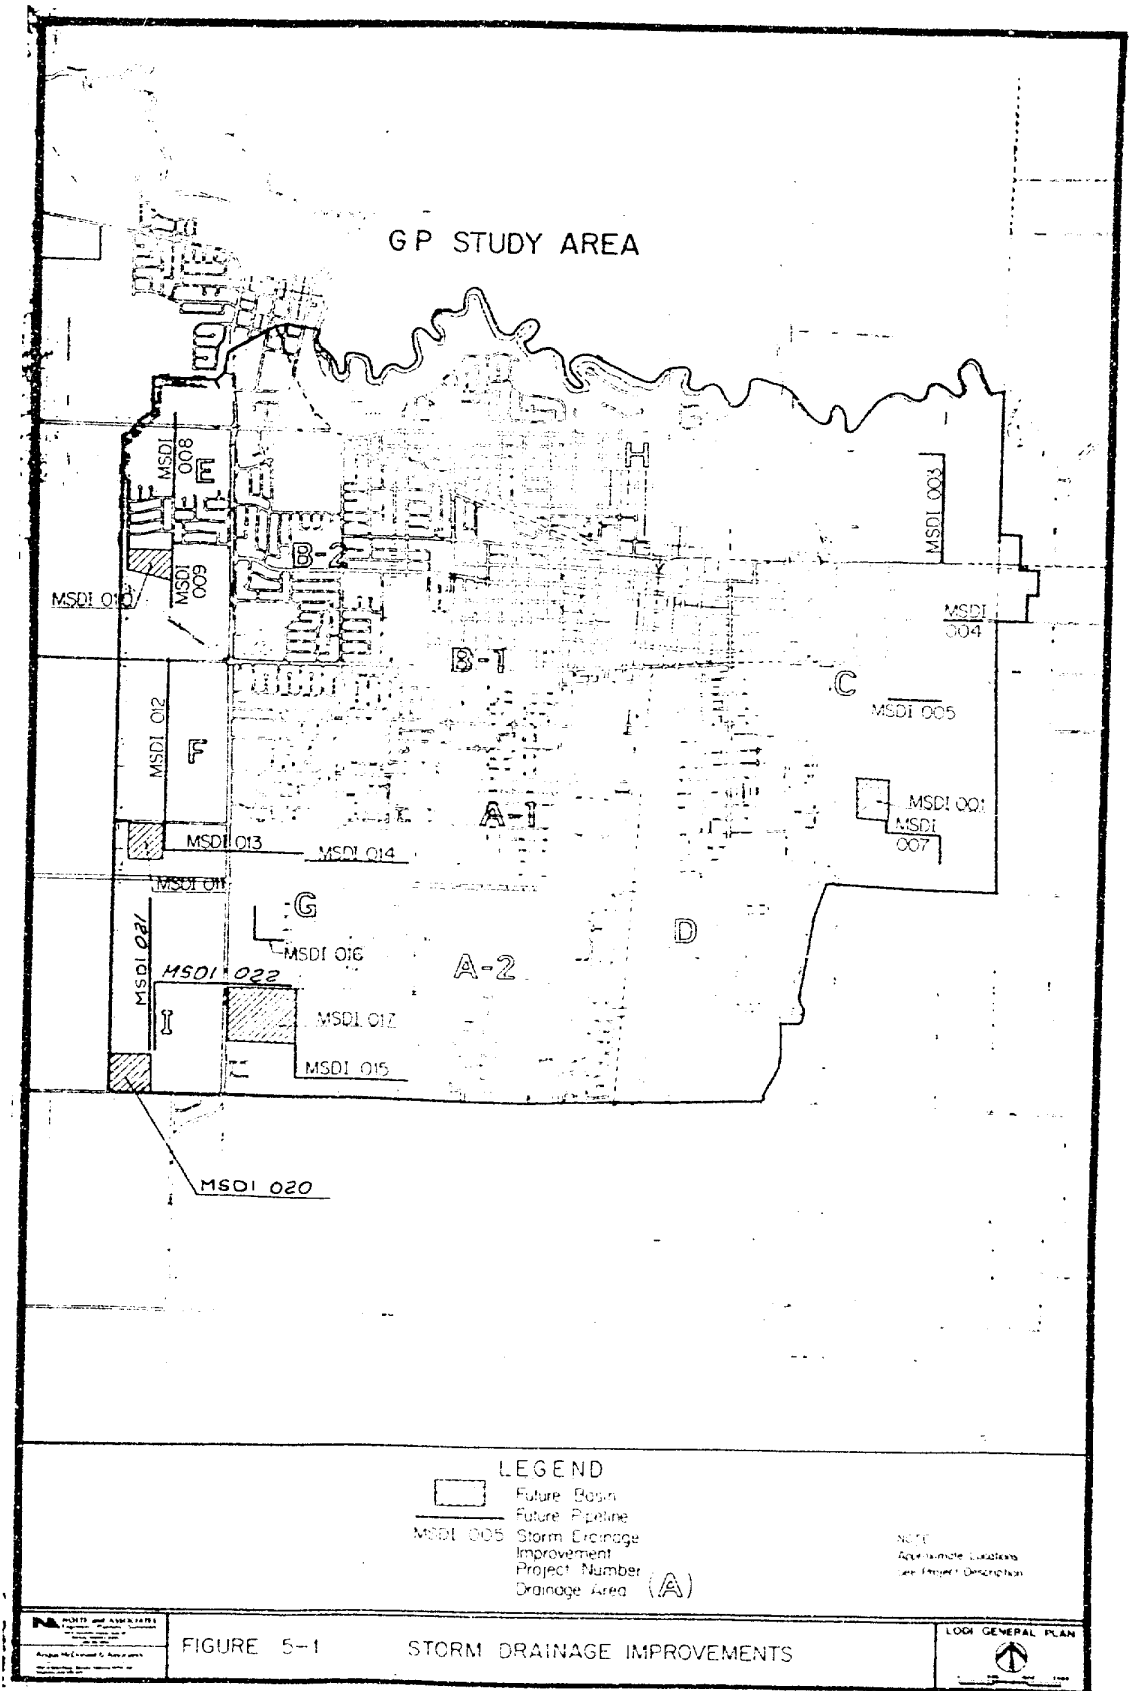 GP STUDY AREA
MSDI 008
E
H
MSDI 003
B-2
MSDI 009
MSDI 010
MSDI 004
B-1
C
MSDI 005
MSDI 012
F
MSDI 001
A-1
MSDI 007
MSDI 013
MSDI 014
MSDI 011
G
D
MSDI 021
MSDI 016
A-2
MSDI 022
I
MSDI 017
MSDI 015
MSDI 020
LEGEND
Future Basin
Future Pipeline
MSDI 005 Storm Drainage
Improvement
Project Number
Drainage Area (A)
NOTE
Approximate Locations
See Project Description
NOLTE and ASSOCIATES
FIGURE 5-1
STORM DRAINAGE IMPROVEMENTS
LODI GENERAL PLAN